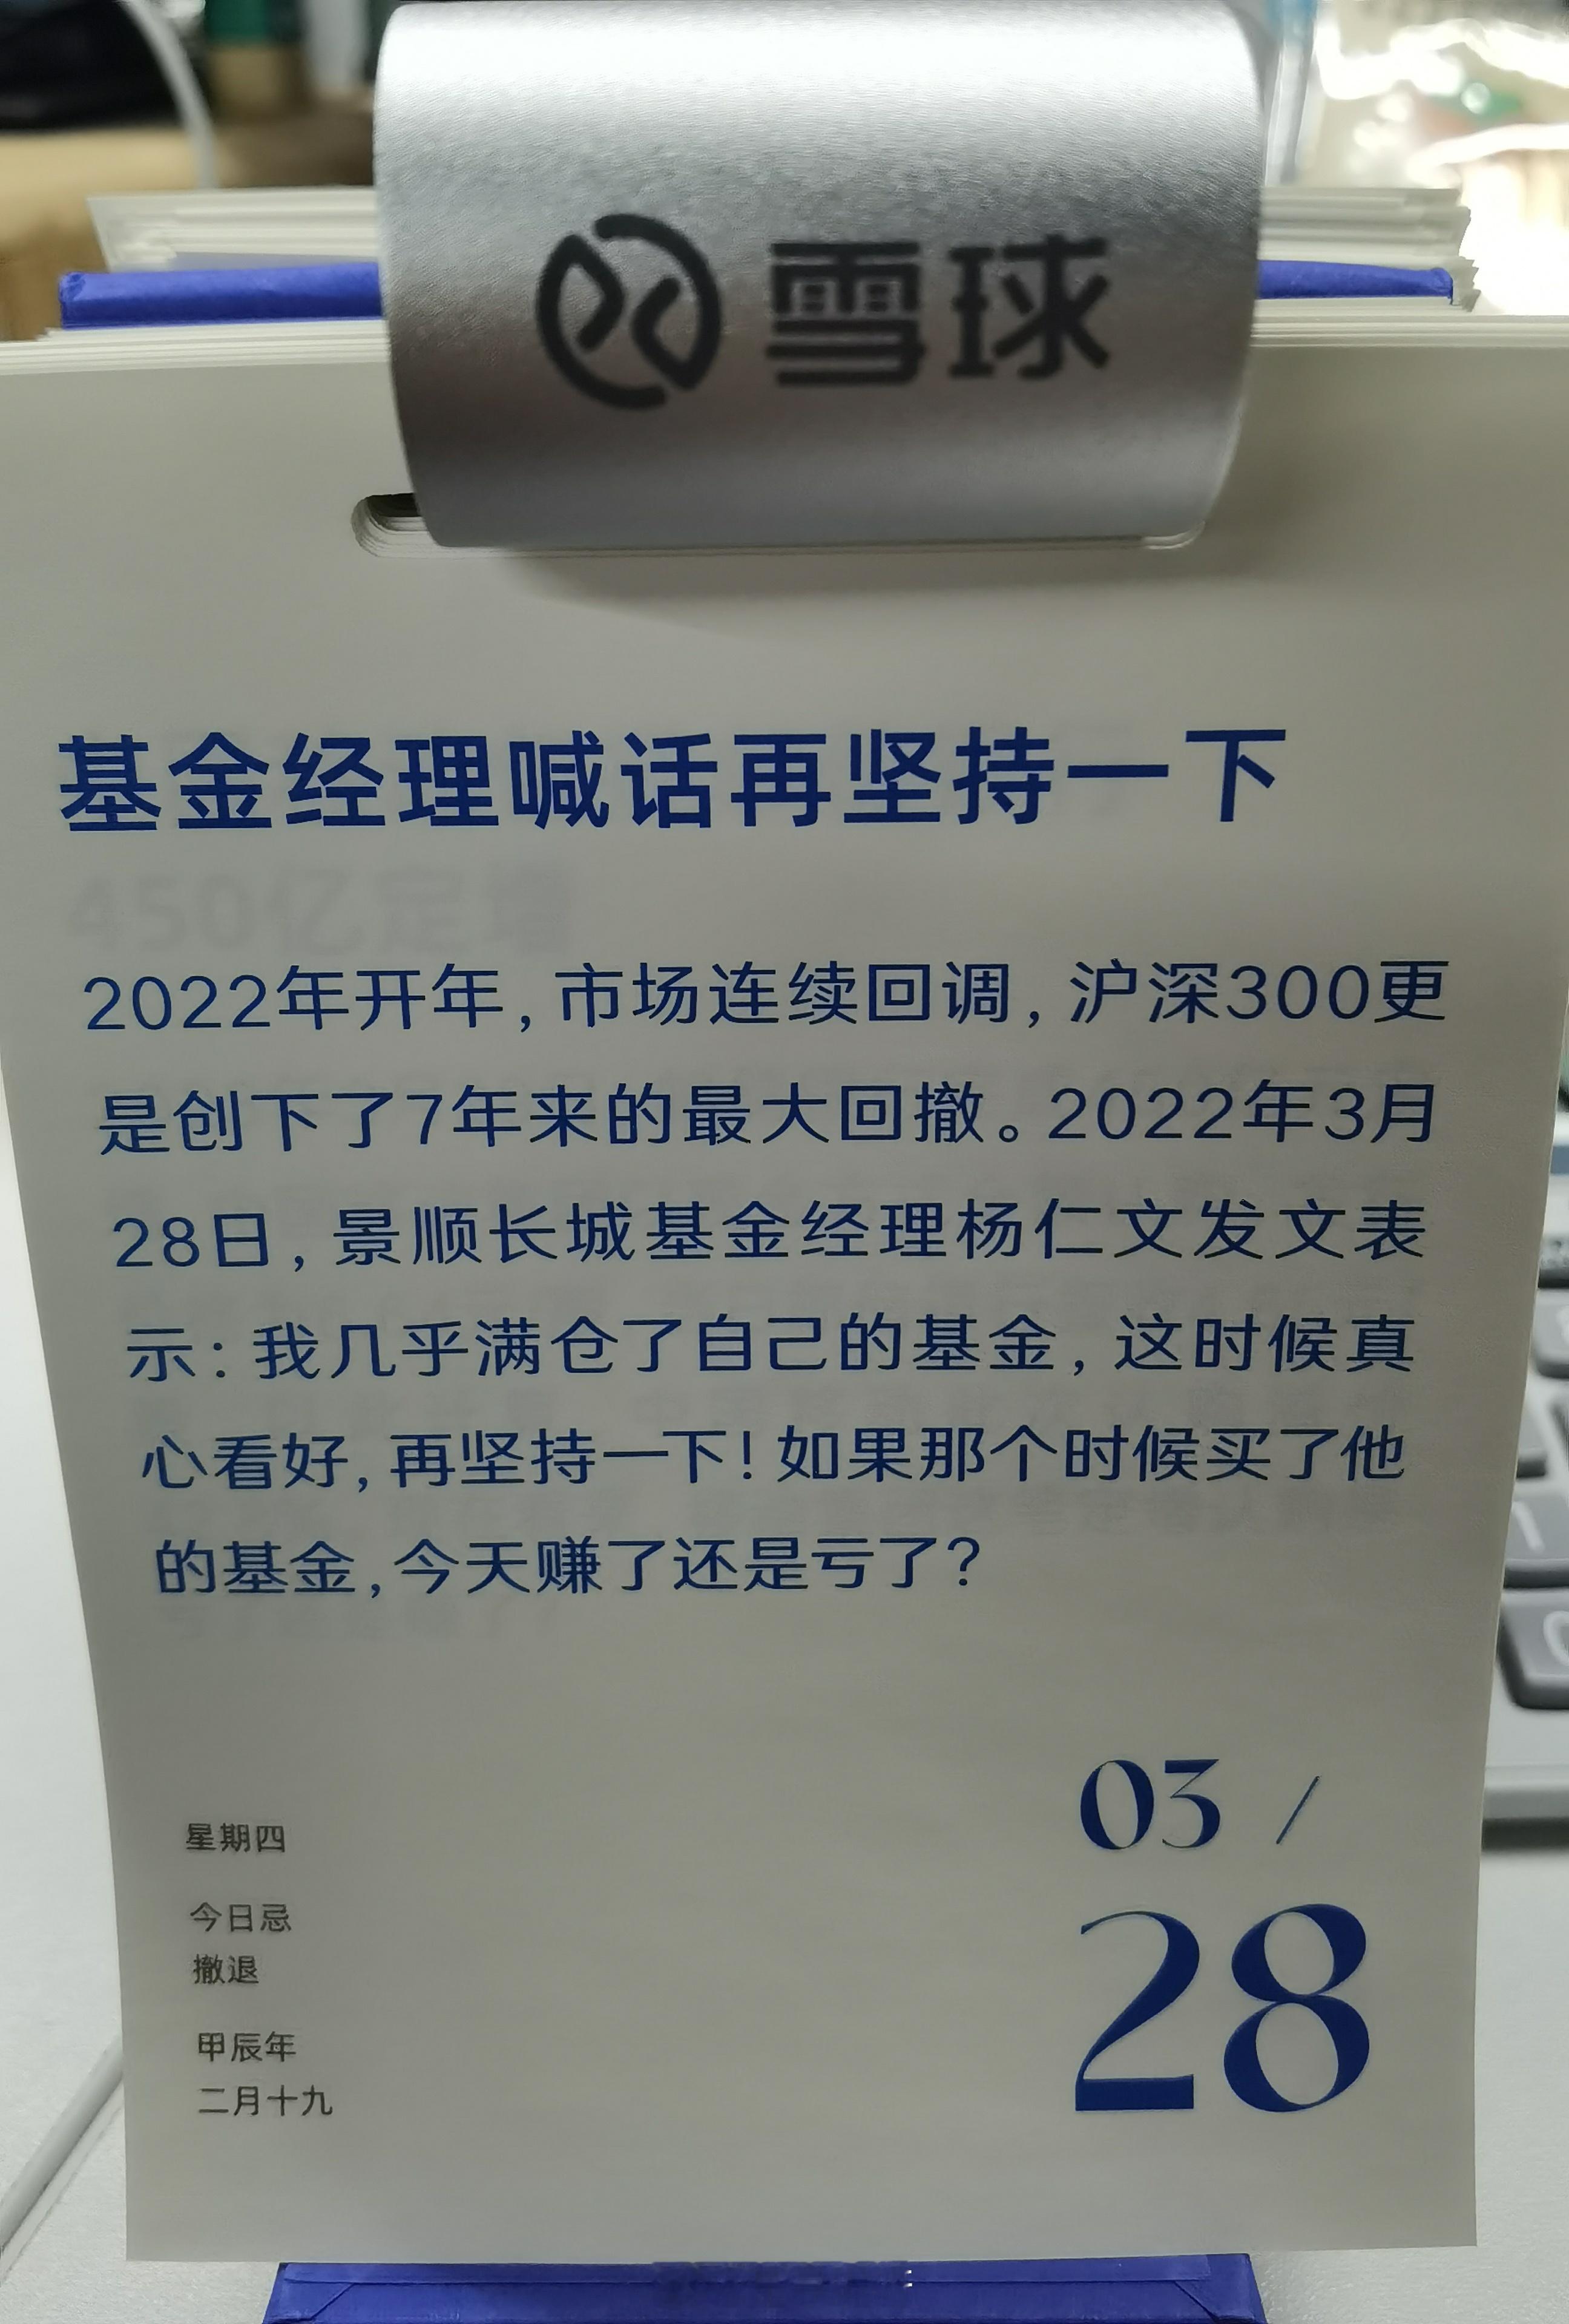 雪球
基金经理喊话再坚持一下
450亿定增
2022年开年,市场连续回调,沪深300更
是创下了7年来的最大回撤。2022年3月
28日,景顺长城基金经理杨仁文发文表
示:我几乎满仓了自己的基金,这时候真
心看好,再坚持一下!如果那个时候买了他
的基金,今天赚了还是亏了?
03 /
28
星期四
今日忌
撤退
甲辰年
二月十九